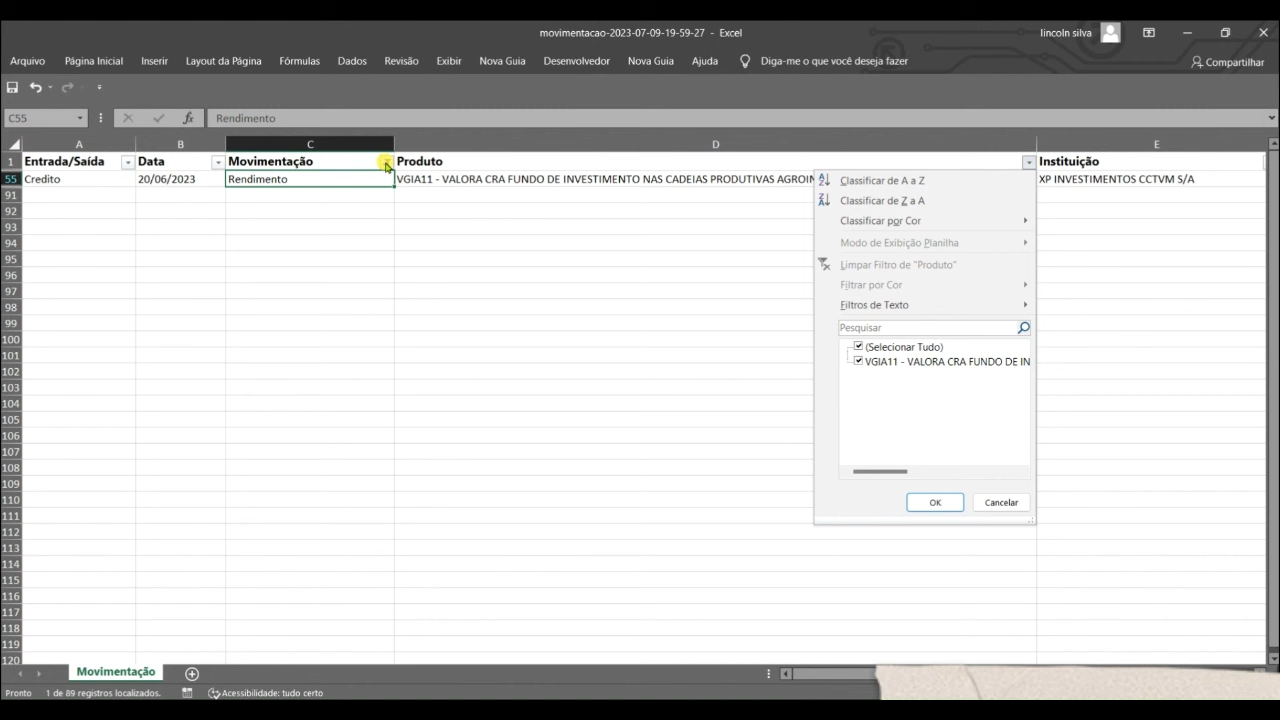 movimentacao-2023-07-09-19-59-27 - Excel
lincoln silva
Arquivo Página Inicial Inserir Layout da Página Fórmulas Dados Revisão Exibir Nova Guia Desenvolvedor Nova Guia Ajuda Diga-me o que você deseja fazer Compartilhar
C55 fx Rendimento
A B C D E
1 Entrada/Saída Data Movimentação Produto Instituição
55 Credito 20/06/2023 Rendimento VGIA11 - VALORA CRA FUNDO DE INVESTIMENTO NAS CADEIAS PRODUTIVAS AGROIN XP INVESTIMENTOS CCTVM S/A
91
92
93
94
95
96
97
98
99
100
101
102
103
104
105
106
107
108
109
110
111
112
113
114
115
116
117
118
119
120
Classificar de A a Z
Classificar de Z a A
Classificar por Cor
Modo de Exibição Planilha
Limpar Filtro de "Produto"
Filtrar por Cor
Filtros de Texto
Pesquisar
(Selecionar Tudo)
VGIA11 - VALORA CRA FUNDO DE IN
OK Cancelar
Movimentação
Pronto 1 de 89 registros localizados. Acessibilidade: tudo certo